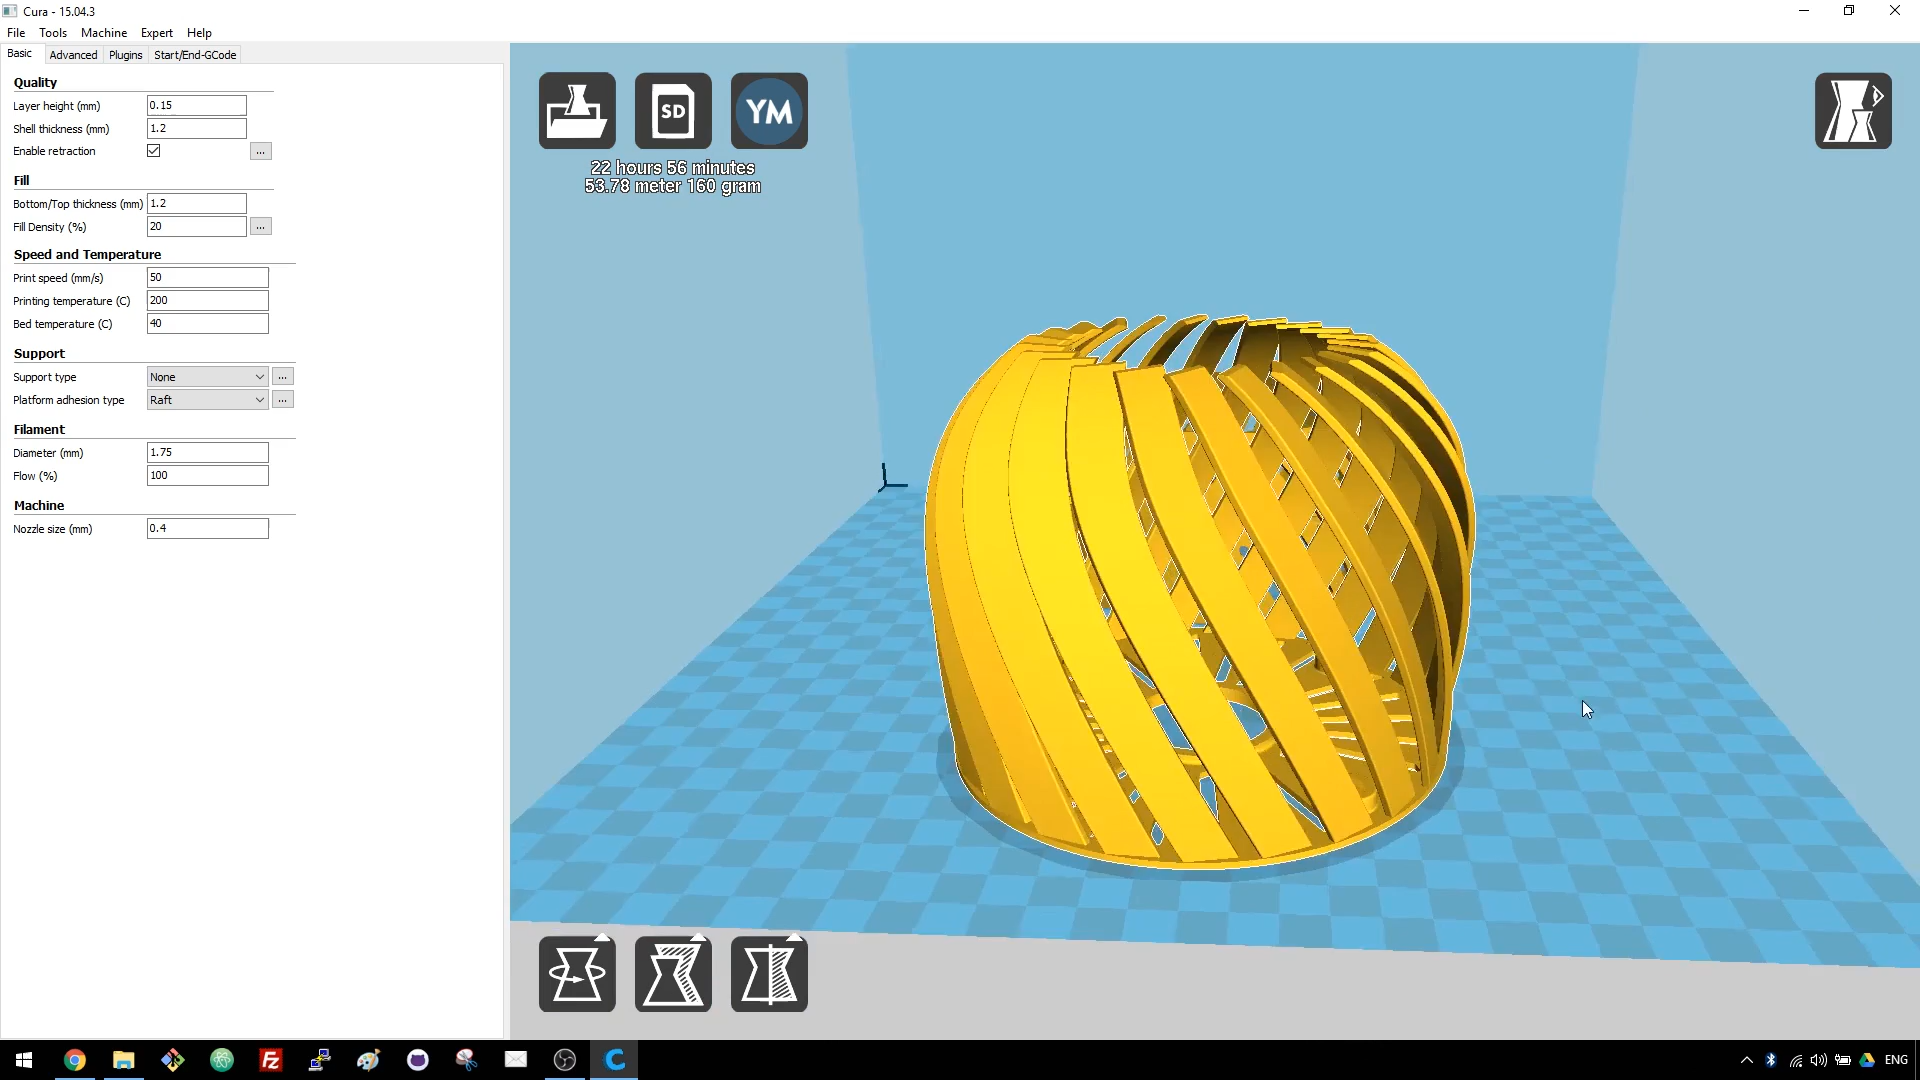 Cura - 15.04.3
File Tools Machine Expert Help
Basic Advanced Plugins Start/End-GCode
Quality
Layer height (mm) 0.15
Shell thickness (mm) 1.2
Enable retraction ...
Fill
Bottom/Top thickness (mm) 1.2
Fill Density (%) 20 ...
Speed and Temperature
Print speed (mm/s) 50
Printing temperature (C) 200
Bed temperature (C) 40
Support
Support type None ...
Platform adhesion type Raft ...
Filament
Diameter (mm) 1.75
Flow (%) 100
Machine
Nozzle size (mm) 0.4
SD YM
22 hours 56 minutes
53.78 meter 160 gram
Fz C ENG